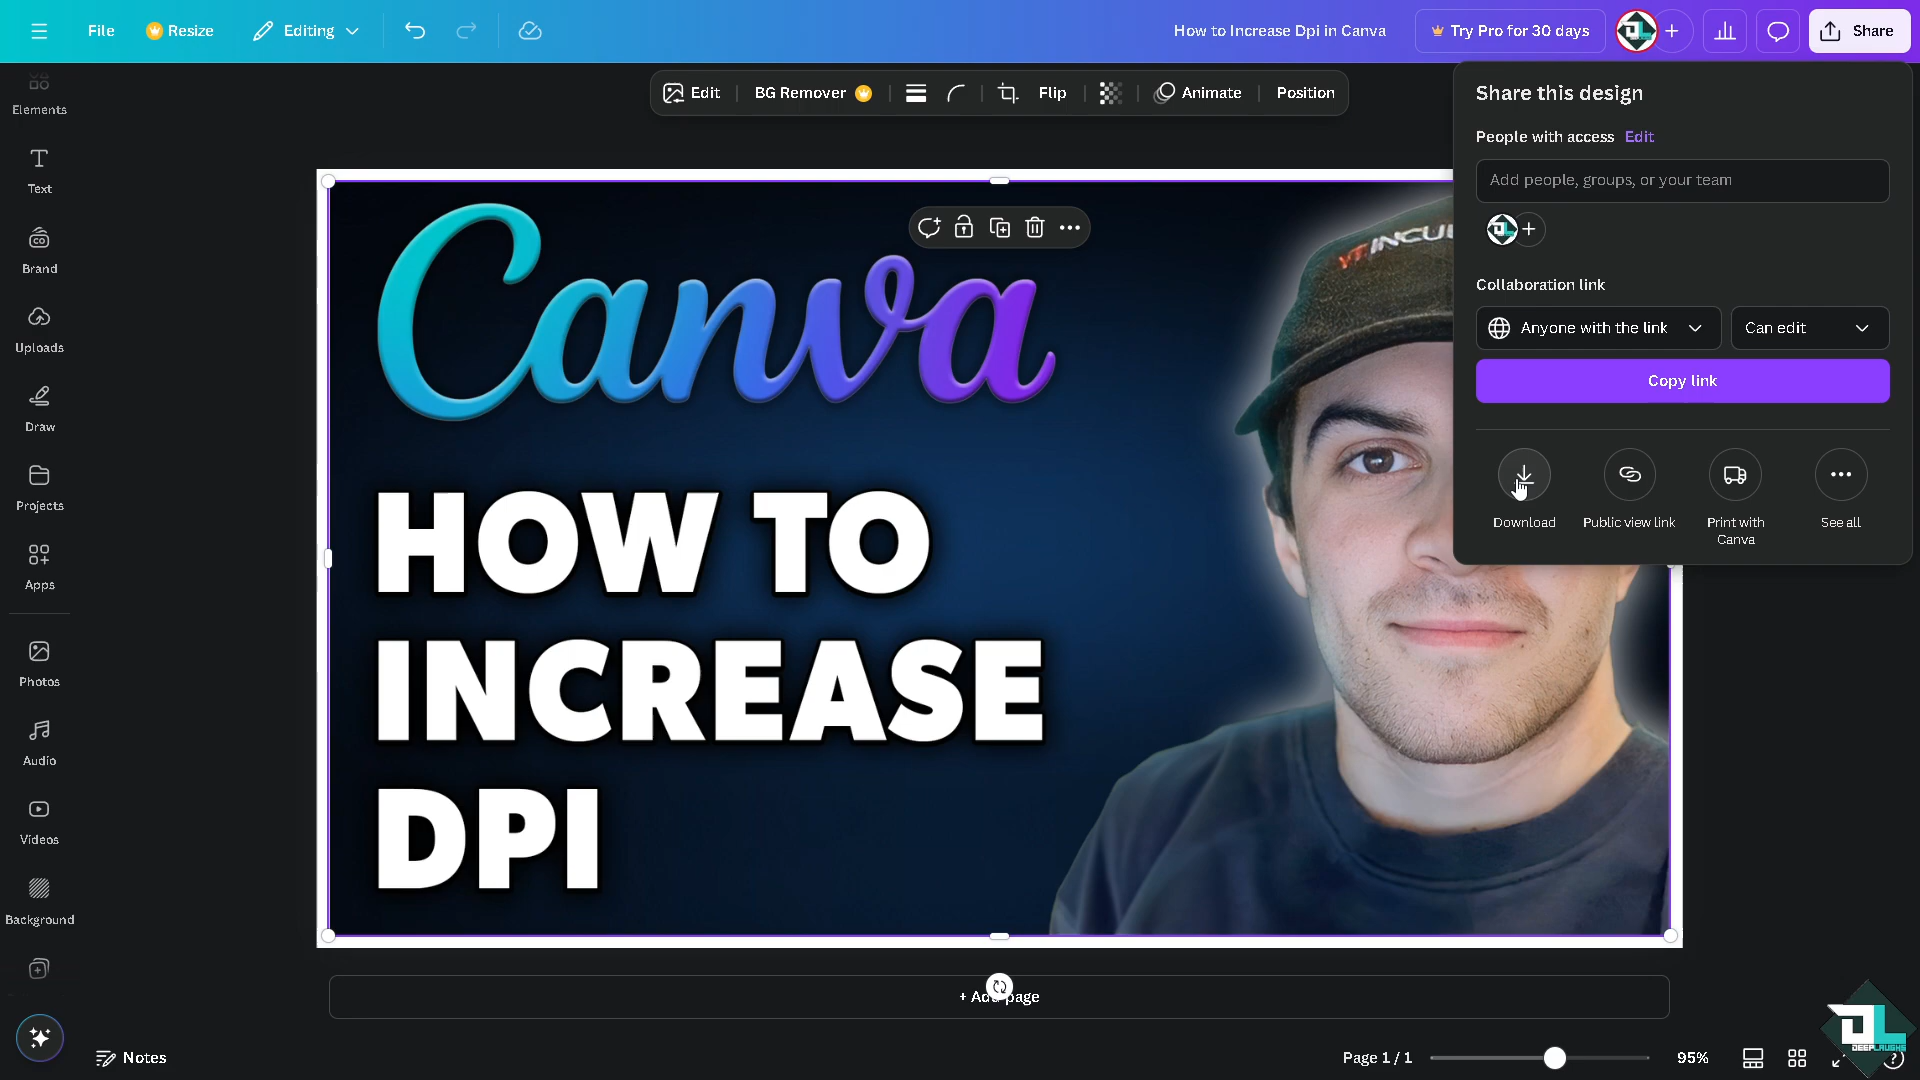 File
Resize
Editing
How to Increase Dpi in Canva
Try Pro for 30 days
Share
Elements
Text
Brand
Uploads
Draw
Projects
Apps
Photos
Audio
Videos
Background
Edit
BG Remover
Flip
Animate
Position
Canva
HOW TO
INCREASE
DPI
YT INCU
Share this design
People with access Edit
Add people, groups, or your team
Collaboration link
Anyone with the link
Can edit
Copy link
Download
Public view link
Print with
Canva
See all
+ Add page
Notes
Page 1 / 1
95%
DL
DEEPLAUGHS